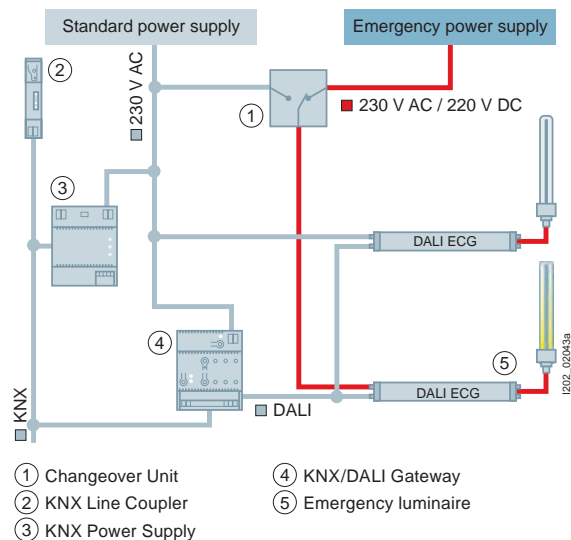 Standard power supply
Emergency power supply
2
230 V AC
1
230 V AC / 220 V DC
3
DALI ECG
4
5
DALI ECG
KNX
DALI
I202_02043a
1 Changeover Unit
2 KNX Line Coupler
3 KNX Power Supply
4 KNX/DALI Gateway
5 Emergency luminaire